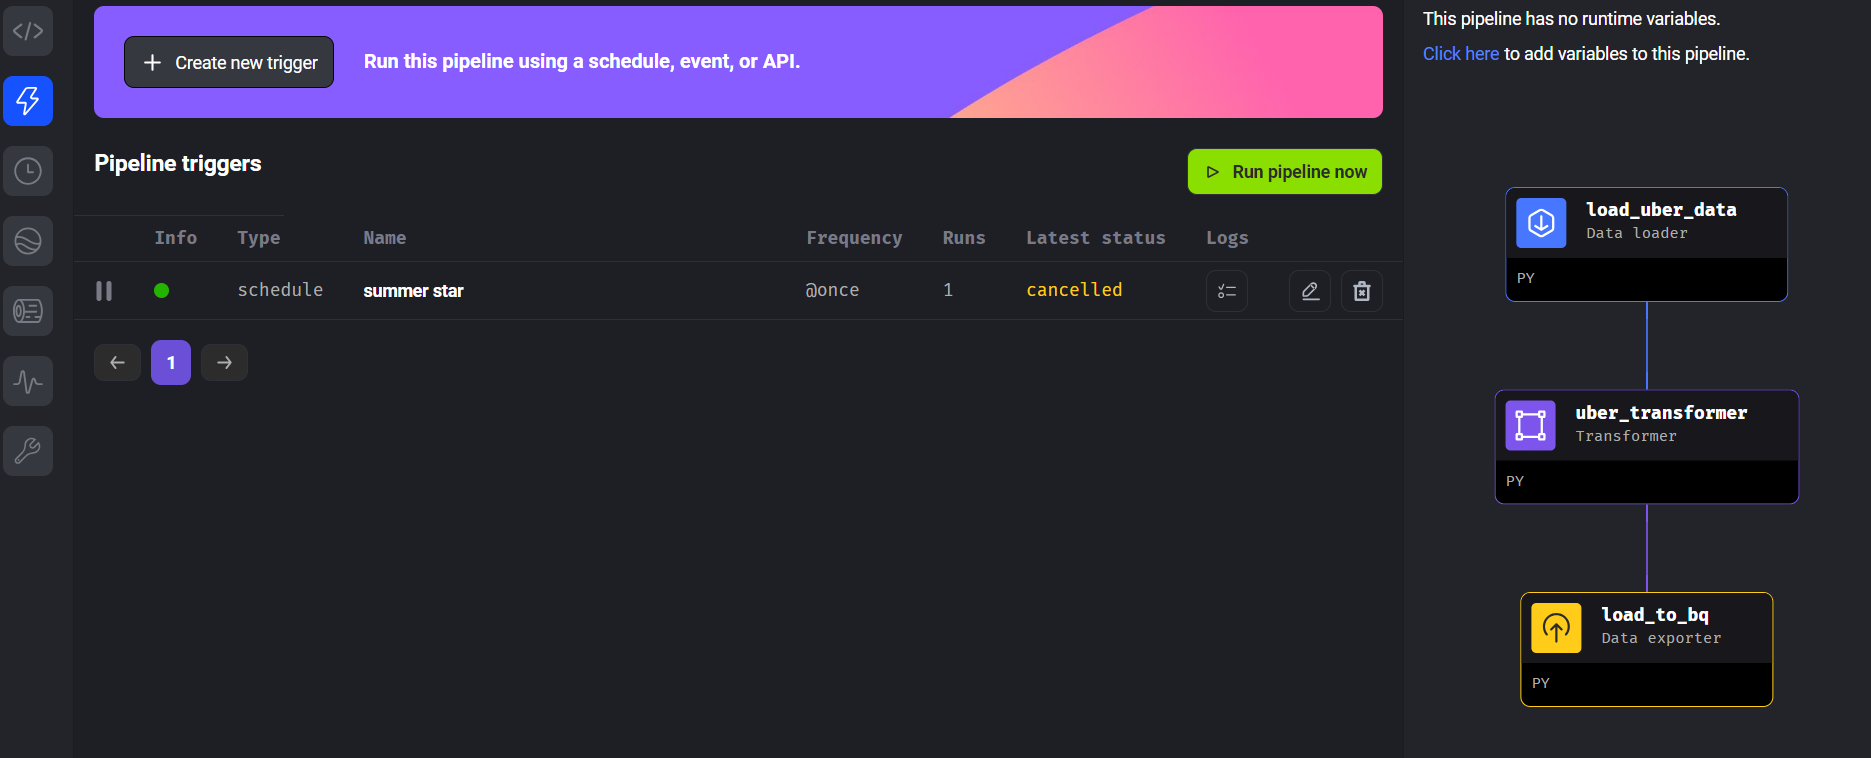 Create new trigger
Run this pipeline using a schedule, event, or API.
Pipeline triggers
Run pipeline now
Info Type Name Frequency Runs Latest status Logs
schedule summer star @once 1 cancelled
1
This pipeline has no runtime variables.
Click here to add variables to this pipeline.
load_uber_data
Data loader
PY
uber_transformer
Transformer
PY
load_to_bq
Data exporter
PY